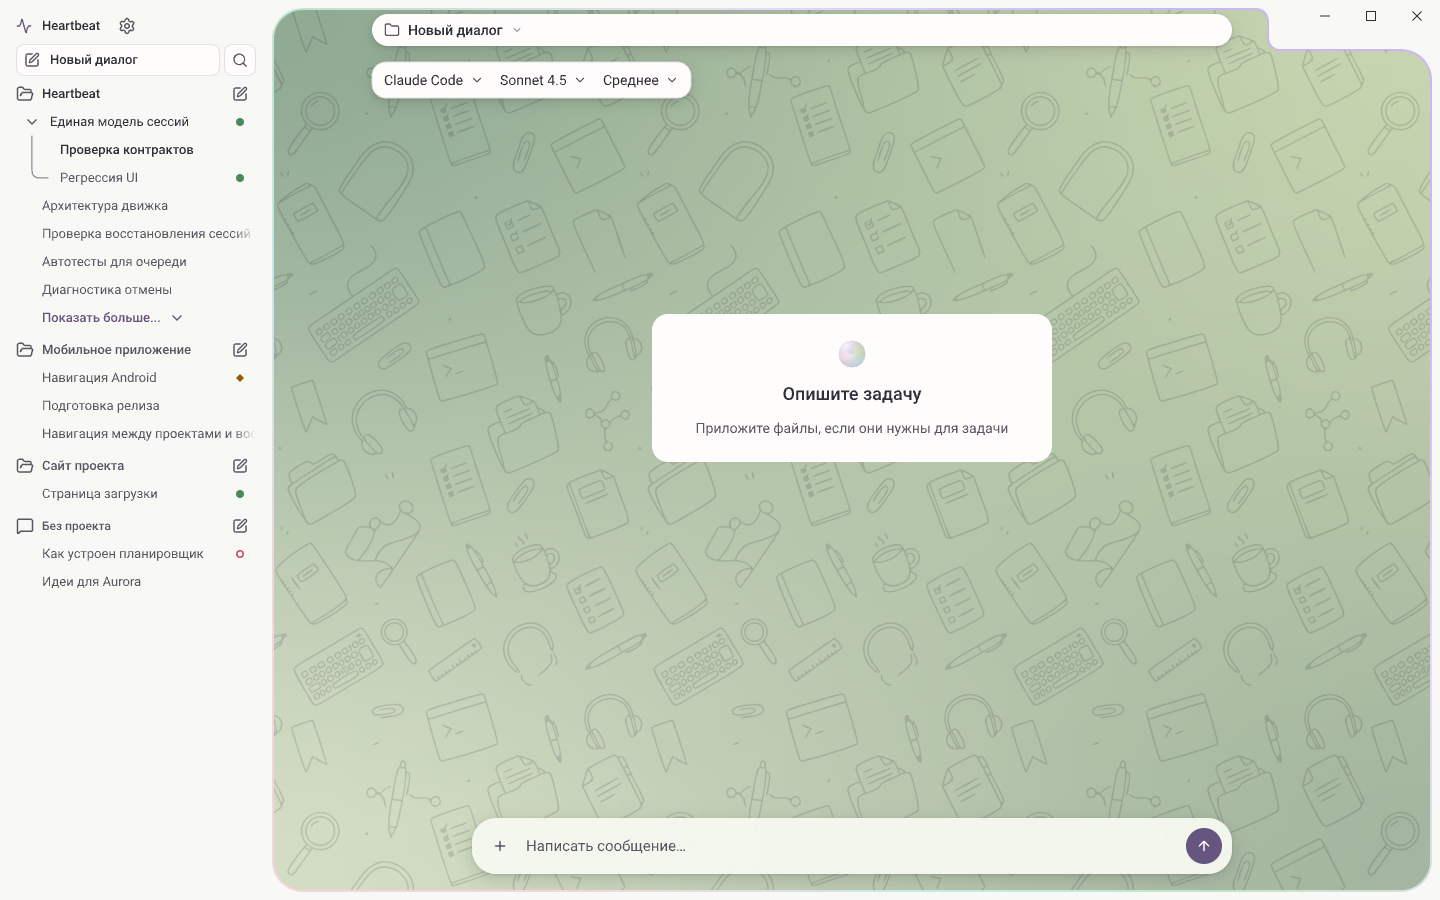 Heartbeat
Новый диалог
Heartbeat
Единая модель сессий
Проверка контрактов
Регрессия UI
Архитектура движка
Проверка восстановления сессий
Автотесты для очереди
Диагностика отмены
Показать больше...
Мобильное приложение
Навигация Android
Подготовка релиза
Навигация между проектами и вос
Сайт проекта
Страница загрузки
Без проекта
Как устроен планировщик
Идеи для Aurora
Новый диалог
Claude Code Sonnet 4.5 Среднее
Опишите задачу
Приложите файлы, если они нужны для задачи
Написать сообщение...